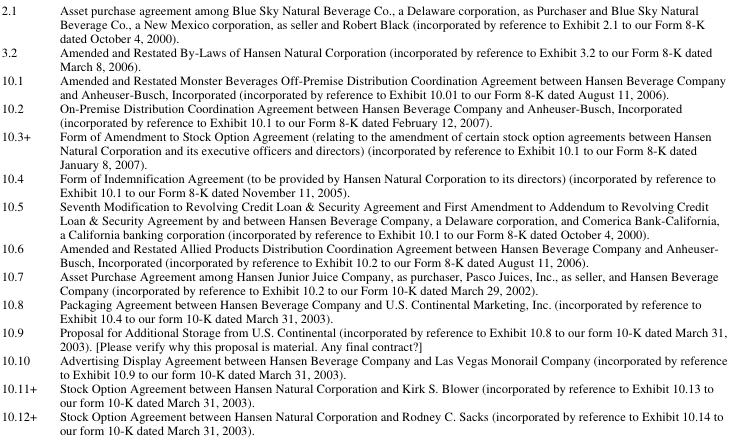 2.1 Asset purchase agreement among Blue Sky Natural Beverage Co., a Delaware corporation, as Purchaser and Blue Sky Natural
Beverage Co., a New Mexico corporation, as seller and Robert Black (incorporated by reference to Exhibit 2.1 to our Form 8-K
dated October 4, 2000).
3.2 Amended and Restated By-Laws of Hansen Natural Corporation (incorporated by reference to Exhibit 3.2 to our Form 8-K dated
March 8, 2006).
10.1 Amended and Restated Monster Beverages Off-Premise Distribution Coordination Agreement between Hansen Beverage Company
and Anheuser-Busch, Incorporated (incorporated by reference to Exhibit 10.01 to our Form 8-K dated August 11, 2006).
10.2 On-Premise Distribution Coordination Agreement between Hansen Beverage Company and Anheuser-Busch, Incorporated
(incorporated by reference to Exhibit 10.1 to our Form 8-K dated February 12, 2007).
10.3+ Form of Amendment to Stock Option Agreement (relating to the amendment of certain stock option agreements between Hansen
Natural Corporation and its executive officers and directors) (incorporated by reference to Exhibit 10.1 to our Form 8-K dated
January 8, 2007).
10.4 Form of Indemnification Agreement (to be provided by Hansen Natural Corporation to its directors) (incorporated by reference to
Exhibit 10.1 to our Form 8-K dated November 11, 2005).
10.5 Seventh Modification to Revolving Credit Loan & Security Agreement and First Amendment to Addendum to Revolving Credit
Loan & Security Agreement by and between Hansen Beverage Company, a Delaware corporation, and Comerica Bank-California,
a California banking corporation (incorporated by reference to Exhibit 10.1 to our Form 8-K dated October 4, 2000).
10.6 Amended and Restated Allied Products Distribution Coordination Agreement between Hansen Beverage Company and Anheuser-
Busch, Incorporated (incorporated by reference to Exhibit 10.2 to our Form 8-K dated August 11, 2006).
10.7 Asset Purchase Agreement among Hansen Junior Juice Company, as purchaser, Pasco Juices, Inc., as seller, and Hansen Beverage
Company (incorporated by reference to Exhibit 10.2 to our Form 10-K dated March 29, 2002).
10.8 Packaging Agreement between Hansen Beverage Company and U.S. Continental Marketing, Inc. (incorporated by reference to
Exhibit 10.4 to our form 10-K dated March 31, 2003).
10.9 Proposal for Additional Storage from U.S. Continental (incorporated by reference to Exhibit 10.8 to our form 10-K dated March 31,
2003). [Please verify why this proposal is material. Any final contract?]
10.10 Advertising Display Agreement between Hansen Beverage Company and Las Vegas Monorail Company (incorporated by reference
to Exhibit 10.9 to our form 10-K dated March 31, 2003).
10.11+ Stock Option Agreement between Hansen Natural Corporation and Kirk S. Blower (incorporated by reference to Exhibit 10.13 to
our form 10-K dated March 31, 2003).
10.12+ Stock Option Agreement between Hansen Natural Corporation and Rodney C. Sacks (incorporated by reference to Exhibit 10.14 to
our form 10-K dated March 31, 2003).